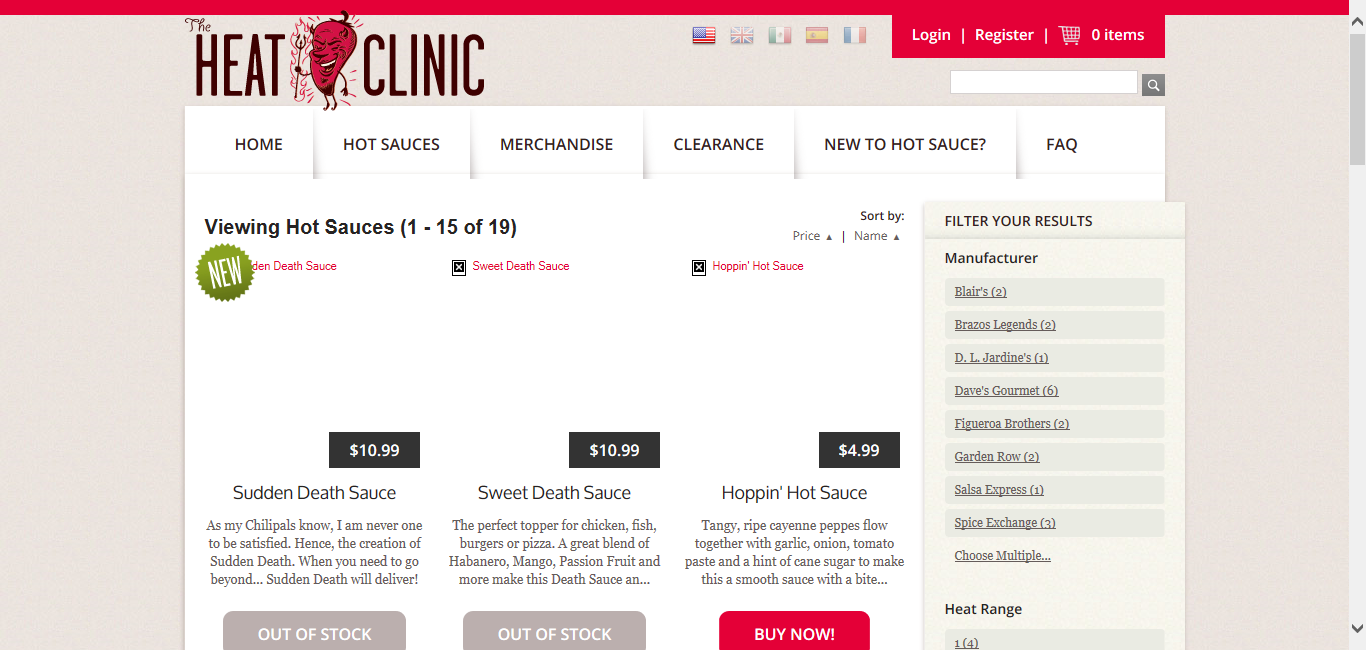 The
HEAT CLINIC
Login | Register | 0 items
HOME HOT SAUCES MERCHANDISE CLEARANCE NEW TO HOT SAUCE? FAQ
Viewing Hot Sauces (1 - 15 of 19)
Sort by:
Price ▲ | Name ▲
NEW
den Death Sauce
Sweet Death Sauce
Hoppin' Hot Sauce
$10.99
$10.99
$4.99
Sudden Death Sauce
As my Chilipals know, I am never one
to be satisfied. Hence, the creation of
Sudden Death. When you need to go
beyond... Sudden Death will deliver!
OUT OF STOCK
Sweet Death Sauce
The perfect topper for chicken, fish,
burgers or pizza. A great blend of
Habanero, Mango, Passion Fruit and
more make this Death Sauce an...
OUT OF STOCK
Hoppin' Hot Sauce
Tangy, ripe cayenne peppes flow
together with garlic, onion, tomato
paste and a hint of cane sugar to make
this a smooth sauce with a bite...
BUY NOW!
FILTER YOUR RESULTS
Manufacturer
Blair's (2)
Brazos Legends (2)
D. L. Jardine's (1)
Dave's Gourmet (6)
Figueroa Brothers (2)
Garden Row (2)
Salsa Express (1)
Spice Exchange (3)
Choose Multiple...
Heat Range
1 (4)